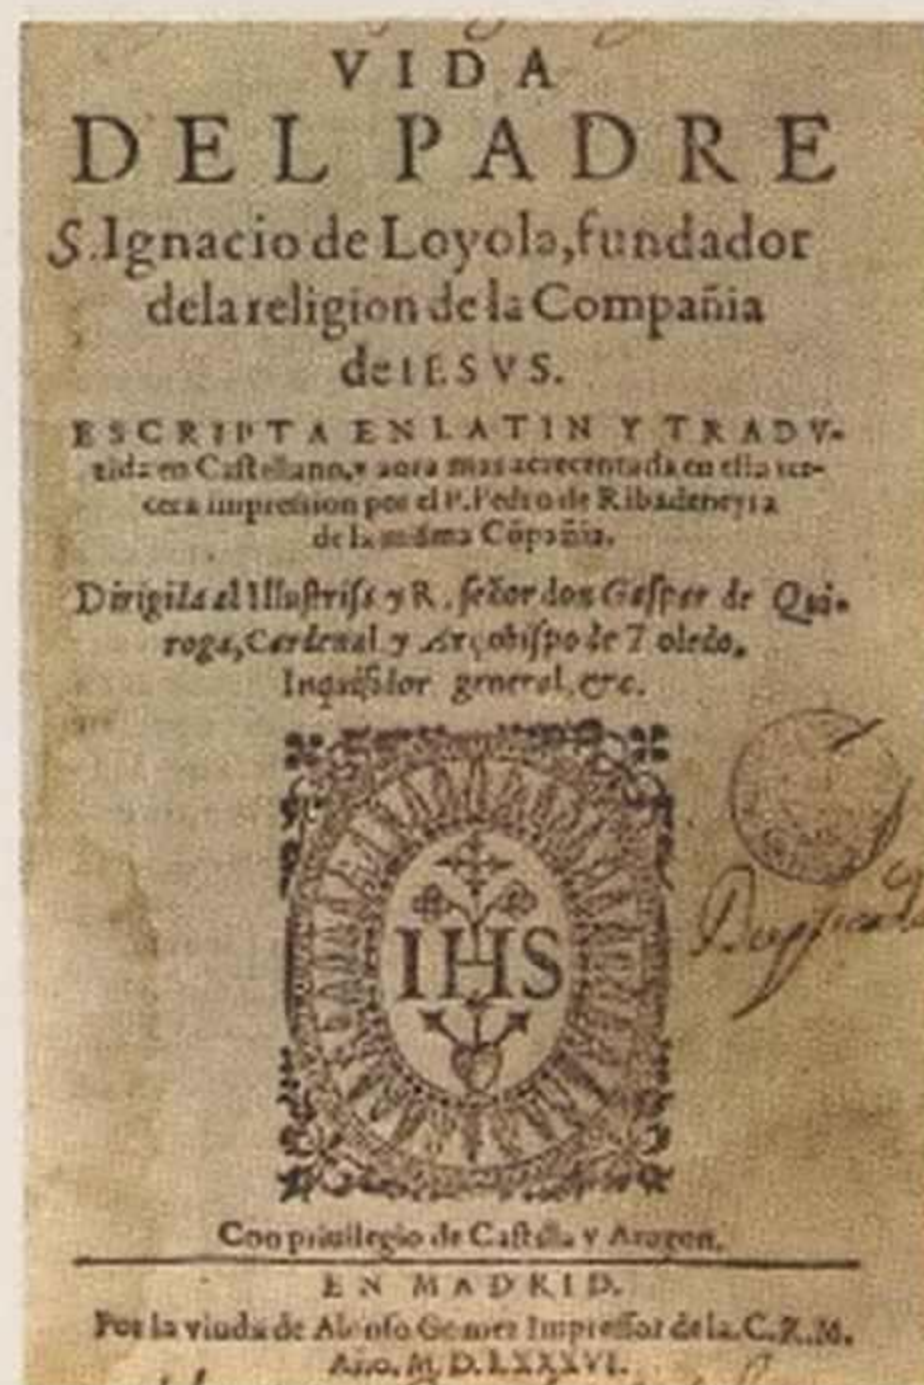 VIDA
DEL PADRE
S. Ignacio de Loyola, fundador
dela religion de la Compañia
de IESVS.
ESCRIPTA EN LATIN Y TRADV-
zida en Castellano, y aora mas acrecentada en esta ter-
cera impression por el P. Pedro de Ribadeneyra
de la misma Cõpañia.
Dirigida al Illustriss y R. señor don Gaspar de Qui-
roga, Cardenal y Arçobispo de Toledo,
Inquisidor general, &c.
IHS
Con priuilegio de Castilla y Aragon.
EN MADRID.
Por la viuda de Alonso Gomez Impressor de la C.R.M.
Año. M. D. LXXXVI.